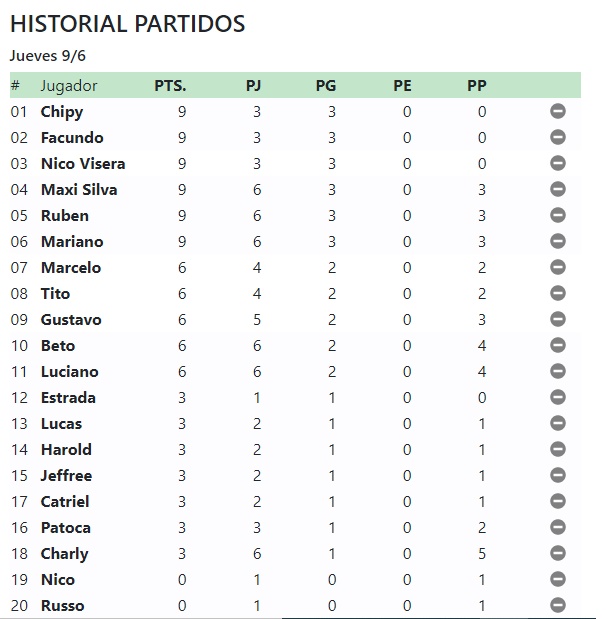 HISTORIAL PARTIDOS
Jueves 9/6
# Jugador PTS. PJ PG PE PP
01 Chipy 9 3 3 0 0
02 Facundo 9 3 3 0 0
03 Nico Visera 9 3 3 0 0
04 Maxi Silva 9 6 3 0 3
05 Ruben 9 6 3 0 3
06 Mariano 9 6 3 0 3
07 Marcelo 6 4 2 0 2
08 Tito 6 4 2 0 2
09 Gustavo 6 5 2 0 3
10 Beto 6 6 2 0 4
11 Luciano 6 6 2 0 4
12 Estrada 3 1 1 0 0
13 Lucas 3 2 1 0 1
14 Harold 3 2 1 0 1
15 Jeffree 3 2 1 0 1
17 Catriel 3 2 1 0 1
16 Patoca 3 3 1 0 2
18 Charly 3 6 1 0 5
19 Nico 0 1 0 0 1
20 Russo 0 1 0 0 1